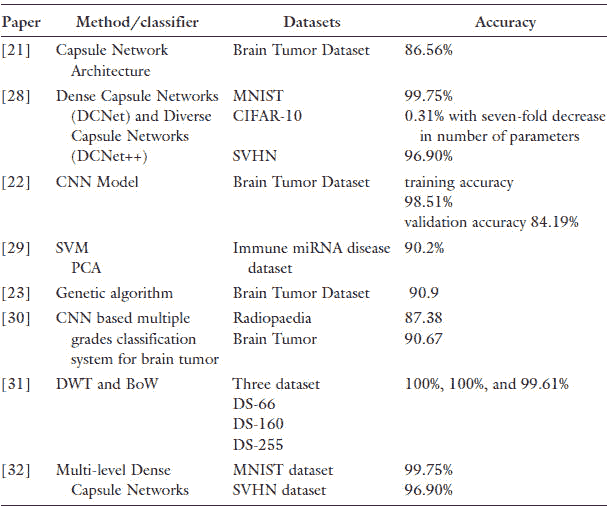 Paper Method/classifier Datasets Accuracy
[21] Capsule Network Brain Tumor Dataset 86.56%
Architecture
[28] Dense Capsule Networks MNIST 99.75%
(DCNet) and Diverse CIFAR-10 0.31% with seven-fold decrease
Capsule Networks in number of parameters
(DCNet++) SVHN 96.90%
[22] CNN Model Brain Tumor Dataset training accuracy
98.51%
validation accuracy 84.19%
[29] SVM Immune miRNA disease 90.2%
PCA dataset
[23] Genetic algorithm Brain Tumor Dataset 90.9
[30] CNN based multiple Radiopaedia 87.38
grades classification Brain Tumor 90.67
system for brain tumor
[31] DWT and BoW Three dataset 100%, 100%, and 99.61%
DS-66
DS-160
DS-255
[32] Multi-level Dense MNIST dataset 99.75%
Capsule Networks SVHN dataset 96.90%